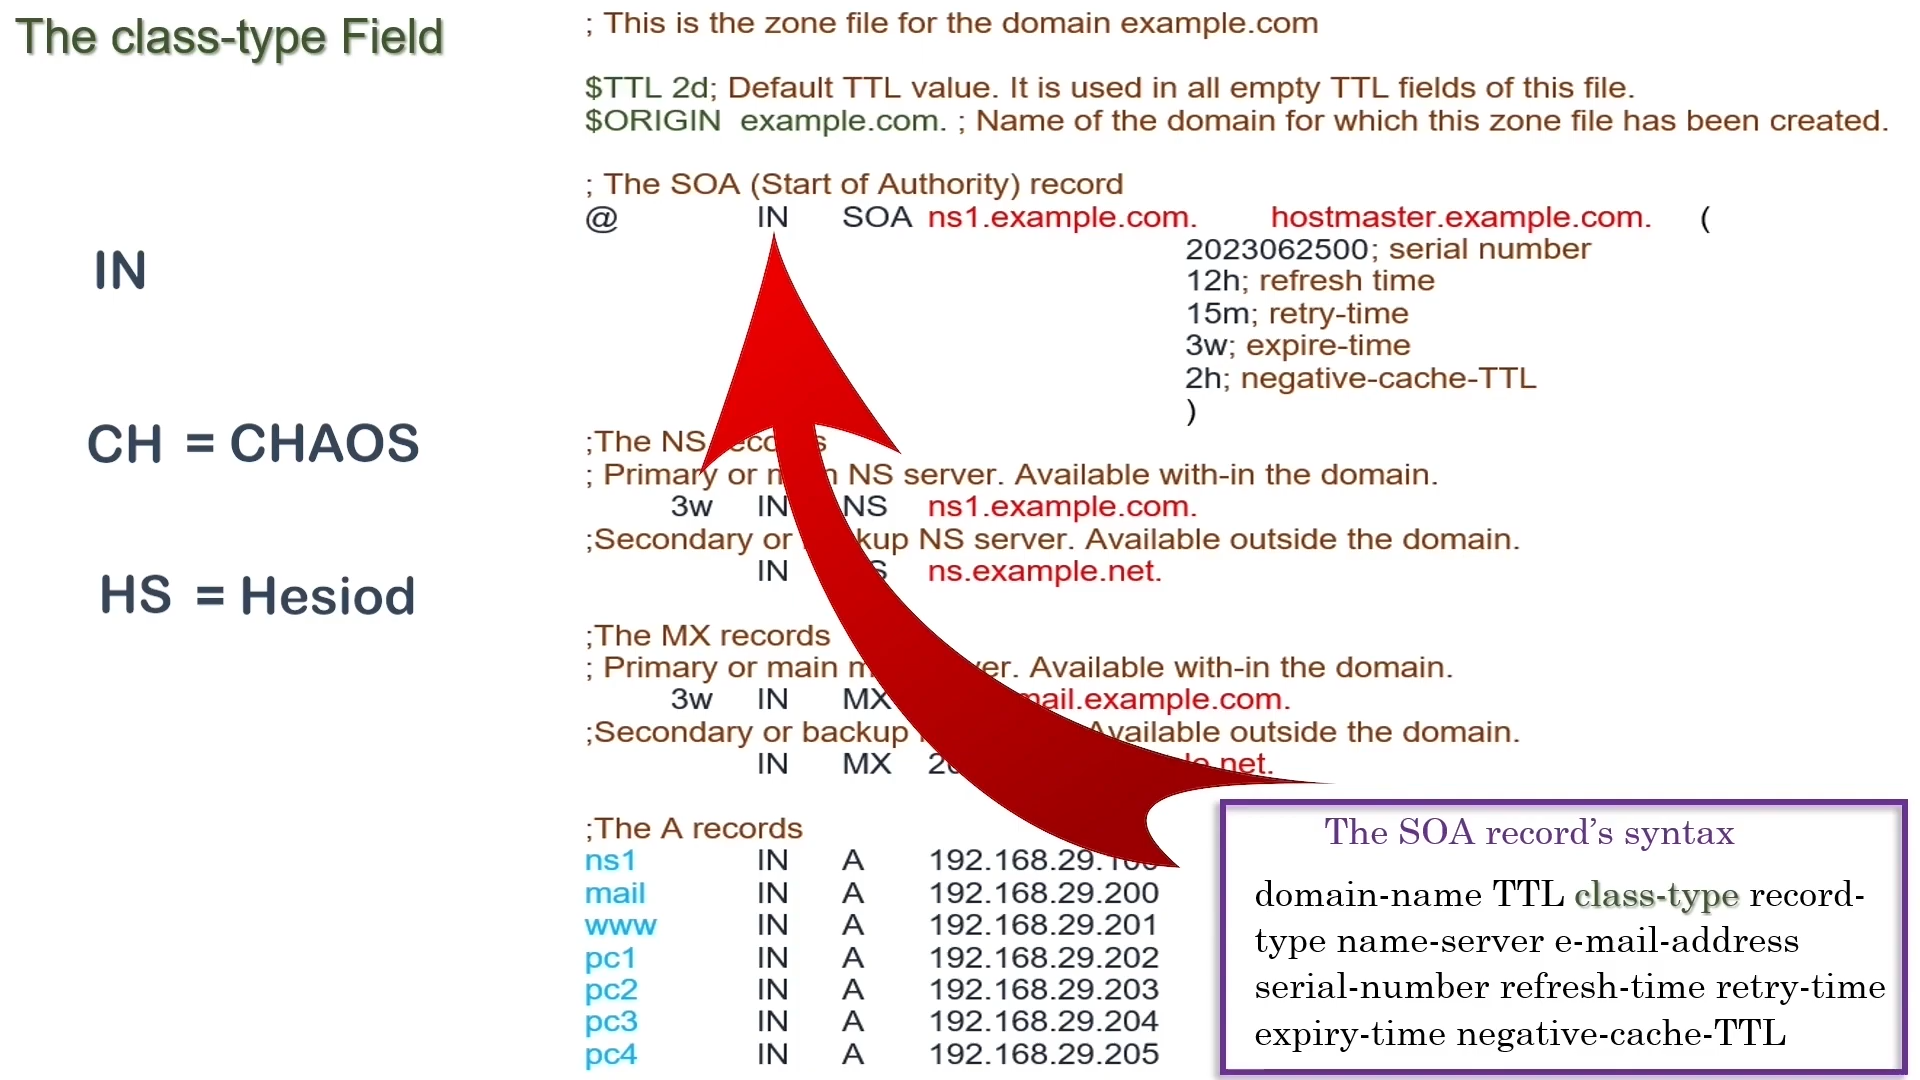 The class-type Field
IN
CH = CHAOS
HS = Hesiod
; This is the zone file for the domain example.com
$TTL 2d; Default TTL value. It is used in all empty TTL fields of this file.
$ORIGIN example.com. ; Name of the domain for which this zone file has been created.
; The SOA (Start of Authority) record
@ IN SOA ns1.example.com. hostmaster.example.com. (
2023062500; serial number
12h; refresh time
15m; retry-time
3w; expire-time
2h; negative-cache-TTL
)
;The NS
; Primary or NS server. Available with-in the domain.
3w IN NS ns1.example.com.
;Secondary or NS server. Available outside the domain.
IN ns.example.net.
;The MX records
; Primary or main Available with-in the domain.
3w IN MX
;Secondary or backup Available outside the domain.
IN MX net.
;The A records
ns1 IN A
mail IN A 192.168.29.200
www IN A 192.168.29.201
pc1 IN A 192.168.29.202
pc2 IN A 192.168.29.203
pc3 IN A 192.168.29.204
pc4 IN A 192.168.29.205
The SOA record's syntax
domain-name TTL class-type record-
type name-server e-mail-address
serial-number refresh-time retry-time
expiry-time negative-cache-TTL